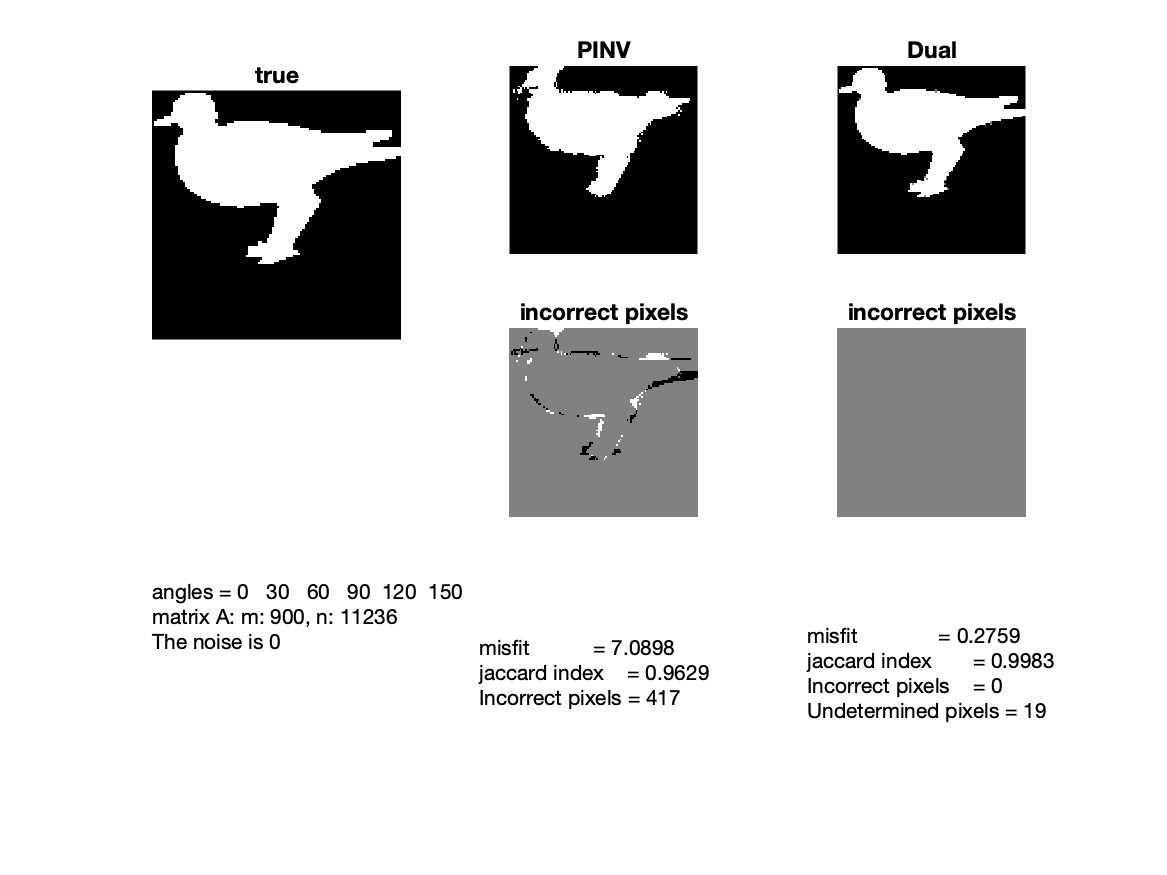 true
PINV
Dual
incorrect pixels
incorrect pixels
angles = 0 30 60 90 120 150
matrix A: m: 900, n: 11236
The noise is 0
misfit = 7.0898
jaccard index = 0.9629
Incorrect pixels = 417
misfit = 0.2759
jaccard index = 0.9983
Incorrect pixels = 0
Undetermined pixels = 19